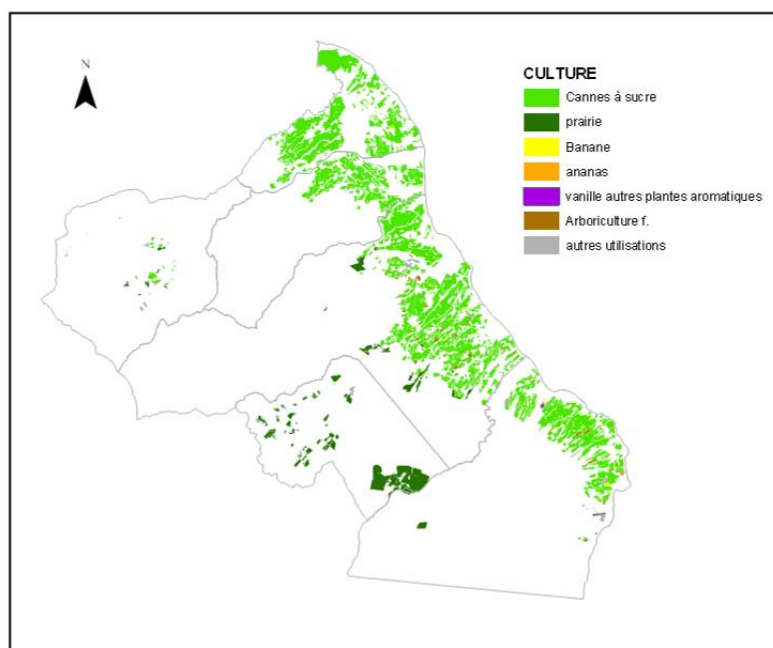 N
CULTURE
Cannes à sucre
prairie
Banane
ananas
vanille autres plantes aromatiques
Arboriculture f.
autres utilisations